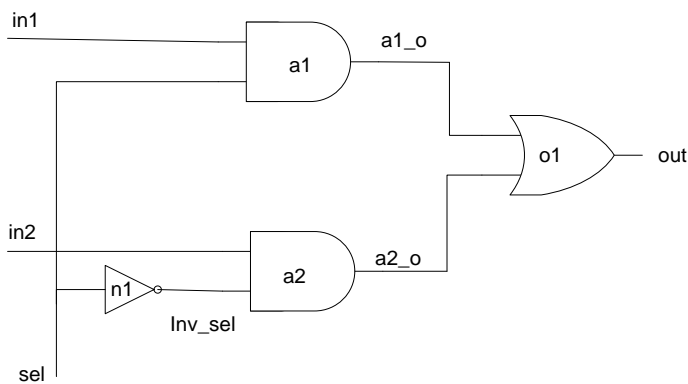 in1
a1
a1_o
o1
out
in2
a2
a2_o
n1
Inv_sel
sel